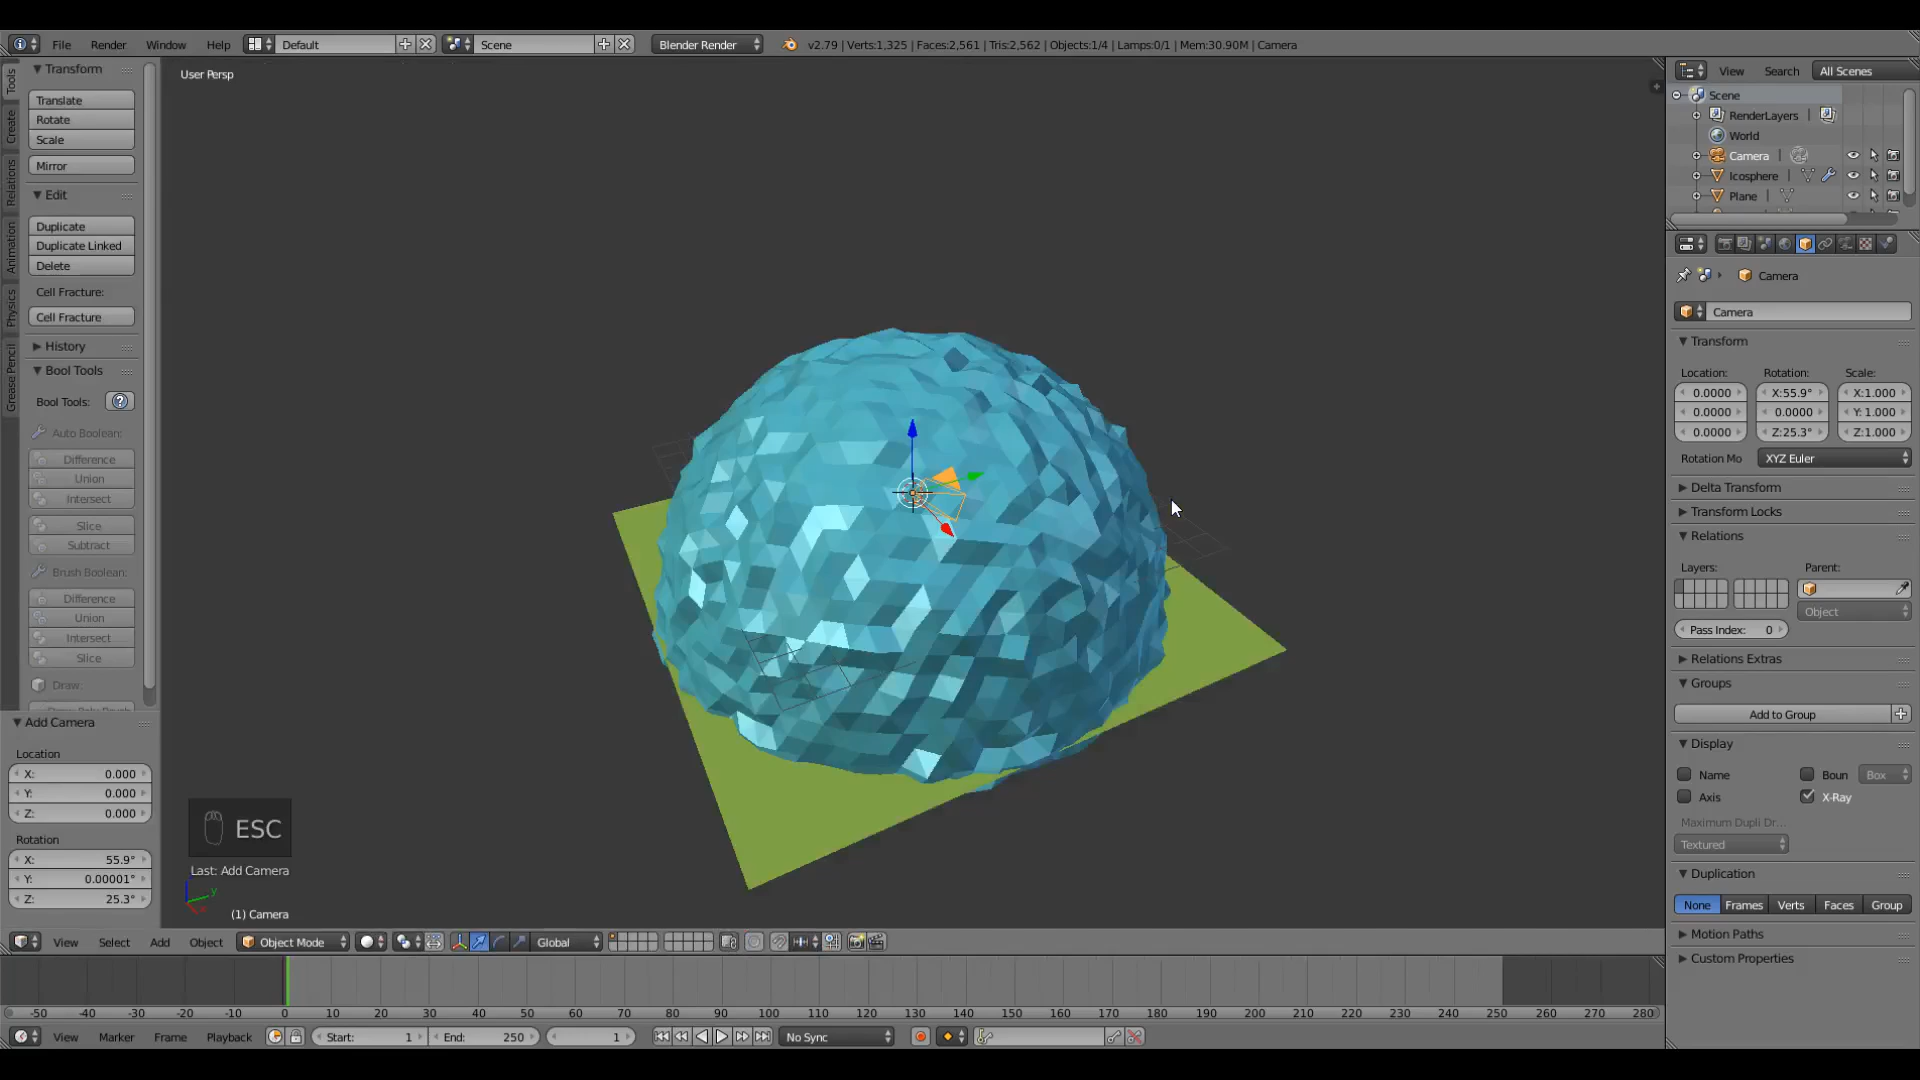 File Render Window Help Default Scene Blender Render v2.79 | Verts:1,325 | Faces:2,561 | Tris:2,562 | Objects:1/4 | Lamps:0/1 | Mem:30.90M | Camera
Tools
Create
Relations
Animation
Physics
Grease Pencil
Transform
Translate
Rotate
Scale
Mirror
Edit
Duplicate
Duplicate Linked
Delete
Cell Fracture:
Cell Fracture
History
Bool Tools
Bool Tools:
Auto Boolean:
Difference
Union
Intersect
Slice
Subtract
Brush Boolean:
Difference
Union
Intersect
Slice
Draw:
Add Camera
Location
X: 0.000
Y: 0.000
Z: 0.000
Rotation
X: 55.9°
Y: 0.00001°
Z: 25.3°
User Persp
ESC
Last: Add Camera
y
(1) Camera
View Select Add Object Object Mode Global
-50 -40 -30 -20 -10 0 10 20 30 40 50 60 70 80 90 100 110 120 130 140 150 160 170 180 190 200 210 220 230 240 250 260 270 280
View Marker Frame Playback Start: 1 End: 250 1 No Sync
View Search All Scenes
Scene
RenderLayers |
World
Camera |
Icosphere |
Plane |
Camera
Camera
Transform
Location: Rotation: Scale:
0.0000 X:55.9° X:1.000
0.0000 0.0000 Y: 1.000
0.0000 Z:25.3° Z:1.000
Rotation Mo XYZ Euler
Delta Transform
Transform Locks
Relations
Layers: Parent:
Object
Pass Index: 0
Relations Extras
Groups
Add to Group
Display
Name Boun Box
Axis X-Ray
Maximum Dupli Dr...
Textured
Duplication
None Frames Verts Faces Group
Motion Paths
Custom Properties